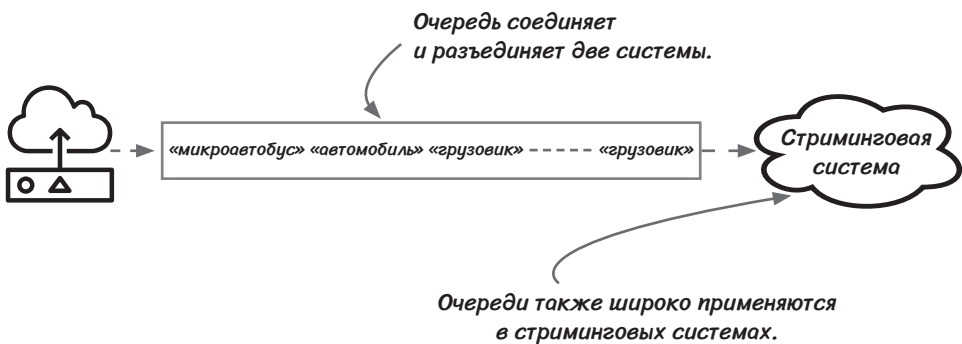 Очередь соединяет
и разъединяет две системы.
«микроавтобус» «автомобиль» «грузовик» ----- «грузовик»
Стриминговая
система
Очереди также широко применяются
в стриминговых системах.